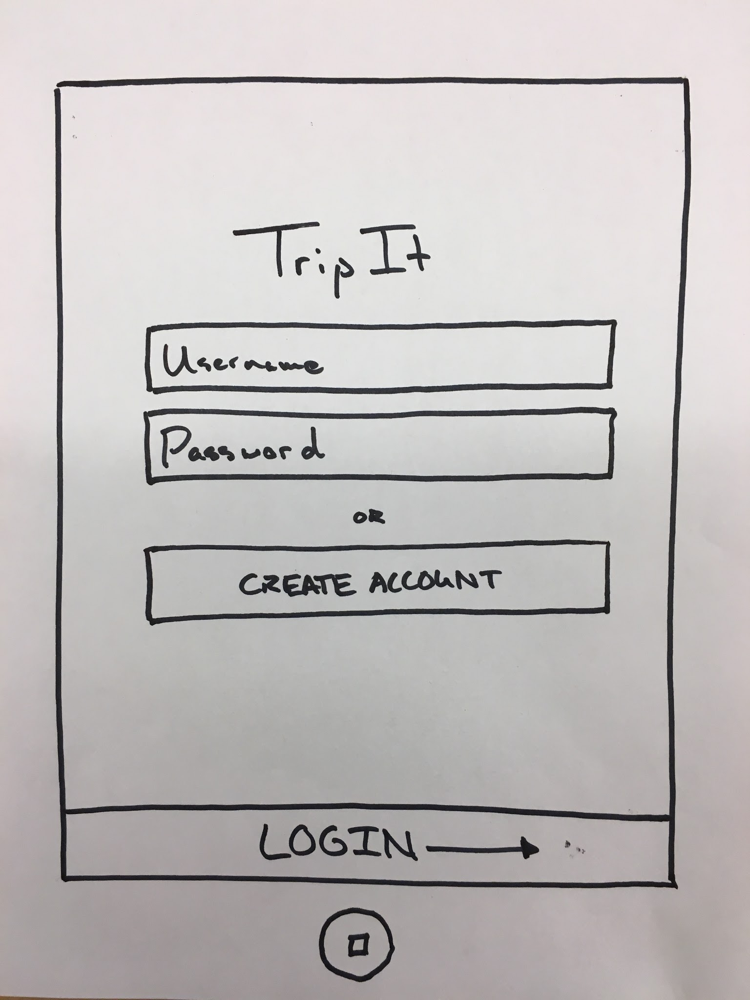 Trip It
Username
Password
OR
CREATE ACCOUNT
LOGIN